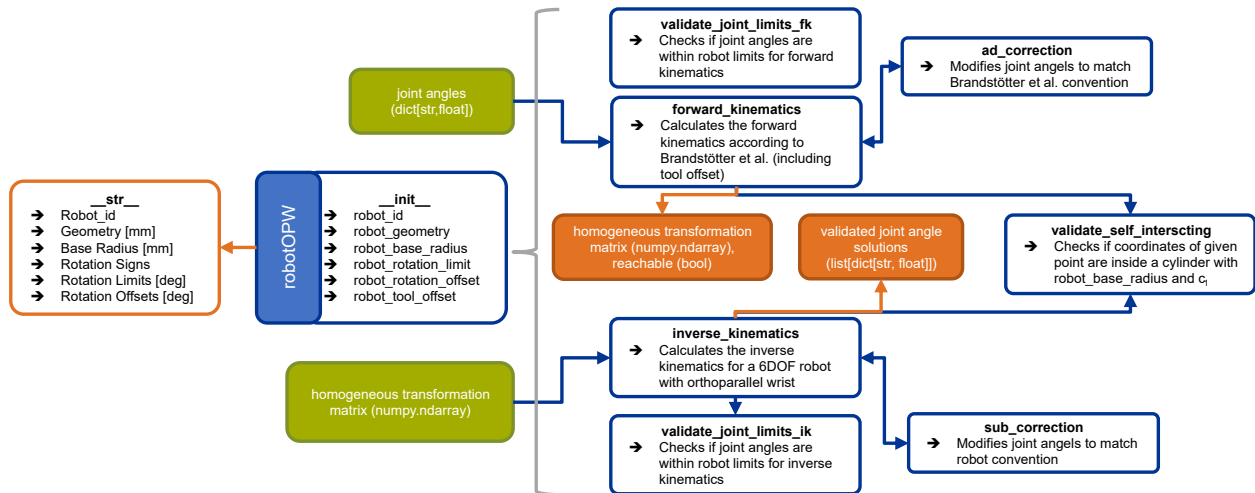 __str__
➔ Robot_id
➔ Geometry [mm]
➔ Base Radius [mm]
➔ Rotation Signs
➔ Rotation Limits [deg]
➔ Rotation Offsets [deg]
robotOPW
__init__
➔ robot_id
➔ robot_geometry
➔ robot_base_radius
➔ robot_rotation_limit
➔ robot_rotation_offset
➔ robot_tool_offset
joint angles
(dict[str,float])
homogeneous transformation
matrix (numpy.ndarray)
validate_joint_limits_fk
➔ Checks if joint angles are
within robot limits for forward
kinematics
forward_kinematics
➔ Calculates the forward
kinematics according to
Brandstötter et al. (including
tool offset)
ad_correction
➔ Modifies joint angels to match
Brandstötter et al. convention
homogeneous transformation
matrix (numpy.ndarray),
reachable (bool)
validated joint angle
solutions
(list[dict[str, float]])
validate_self_interscting
➔ Checks if coordinates of given
point are inside a cylinder with
robot_base_radius and c₁
inverse_kinematics
➔ Calculates the inverse
kinematics for a 6DOF robot
with orthoparallel wrist
validate_joint_limits_ik
➔ Checks if joint angles are
within robot limits for inverse
kinematics
sub_correction
➔ Modifies joint angels to match
robot convention